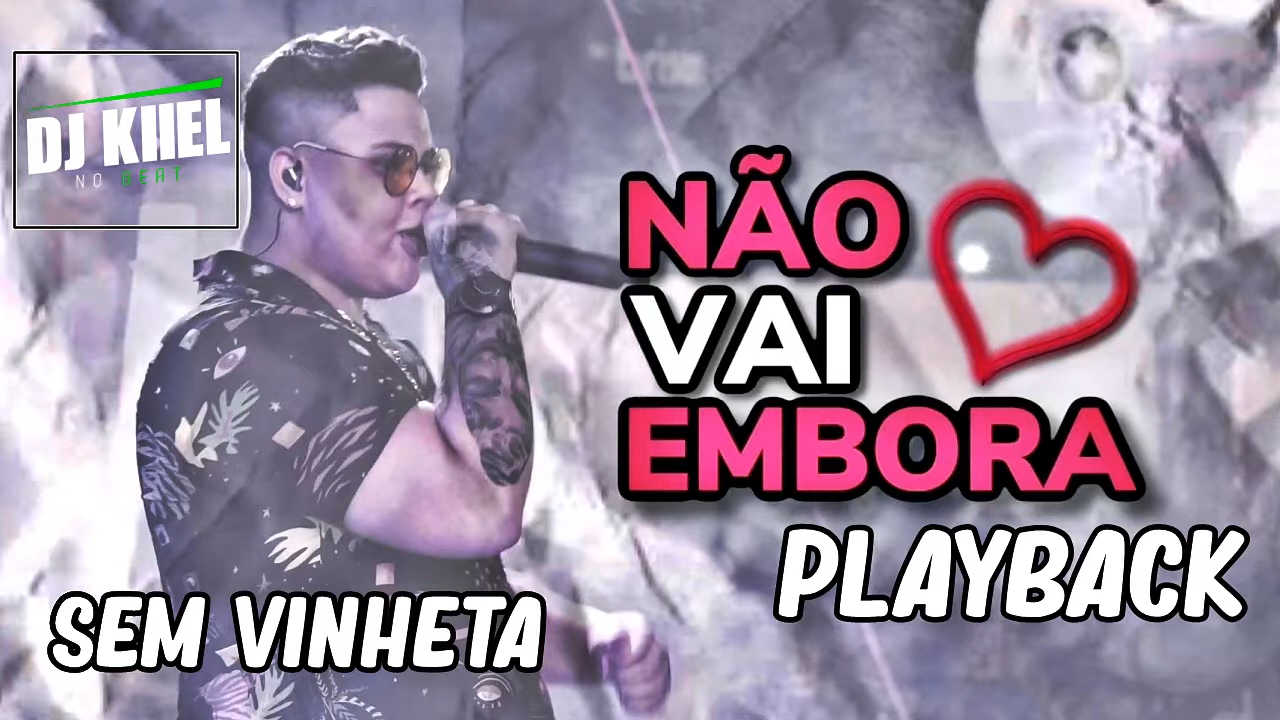 DJ KHEL
NO BEAT
NÃO
VAI
EMBORA
PLAYBACK
SEM VINHETA